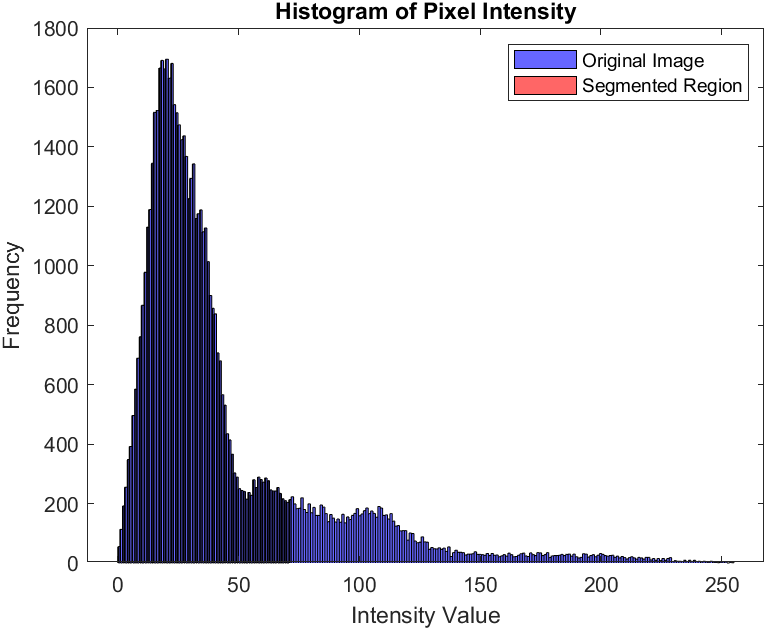 Histogram of Pixel Intensity
1800
1600
1400
1200
1000
800
600
400
200
0
Frequency
Original Image
Segmented Region
0 50 100 150 200 250
Intensity Value